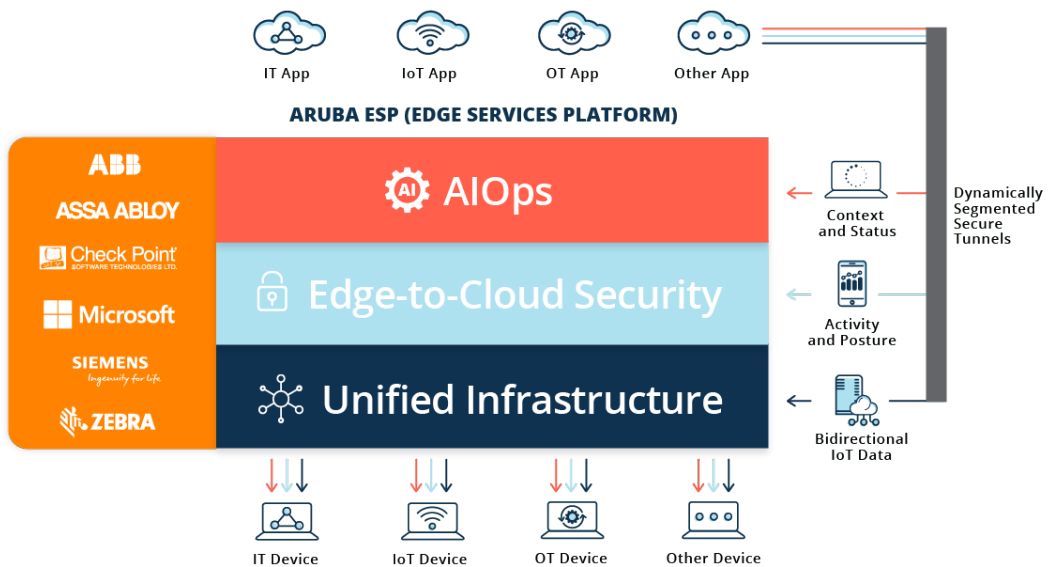 IT App
IoT App
OT App
Other App
ARUBA ESP (EDGE SERVICES PLATFORM)
ABB
ASSA ABLOY
Check Point
SOFTWARE TECHNOLOGIES LTD.
Microsoft
SIEMENS
Ingenuity for life
ZEBRA
AI
AIOps
Edge-to-Cloud Security
Unified Infrastructure
Context
and Status
Activity
and Posture
Bidirectional
IoT Data
Dynamically
Segmented
Secure
Tunnels
IT Device
IoT Device
OT Device
Other Device